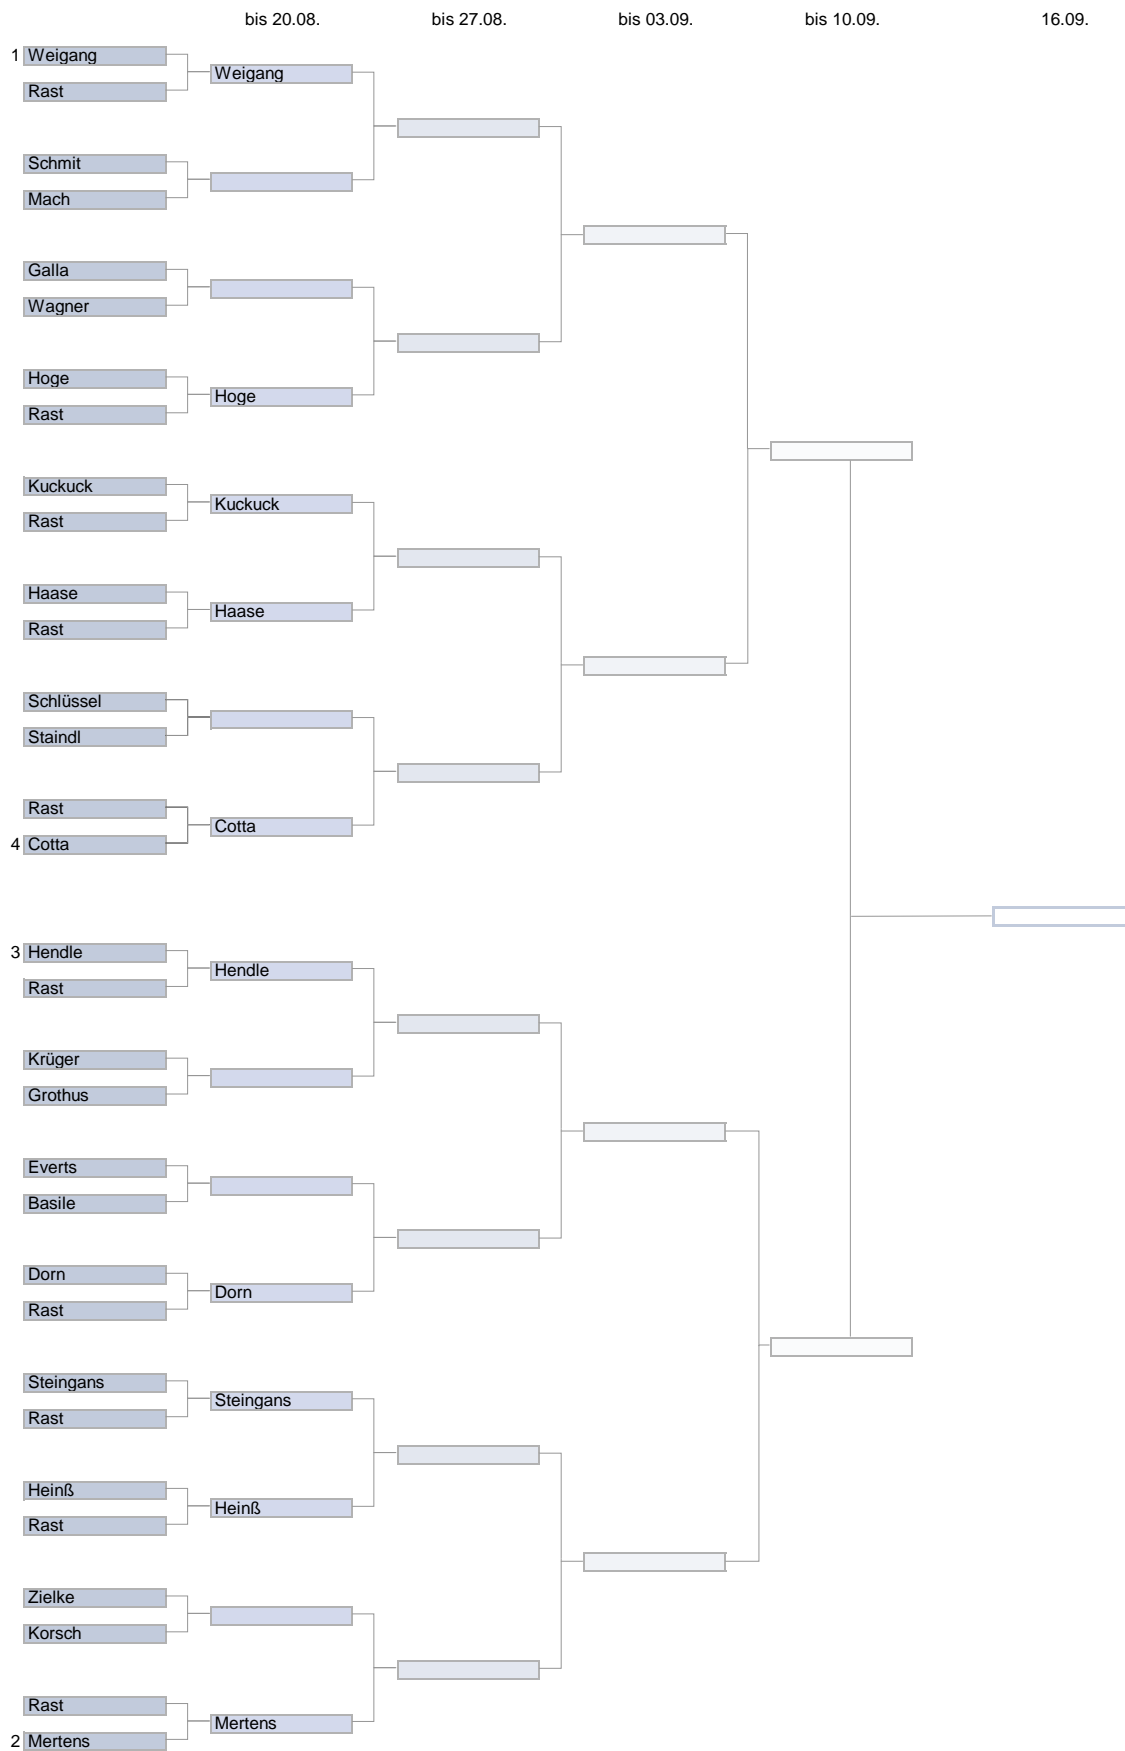 bis 20.08. bis 27.08. bis 03.09. bis 10.09. 16.09.
1 Weigang
Weigang
Rast
Schmit
Mach
Galla
Wagner
Hoge
Hoge
Rast
Kuckuck
Kuckuck
Rast
Haase
Haase
Rast
Schlüssel
Staindl
Rast
Cotta
4 Cotta
3 Hendle
Hendle
Rast
Krüger
Grothus
Everts
Basile
Dorn
Dorn
Rast
Steingans
Steingans
Rast
Heinß
Heinß
Rast
Zielke
Korsch
Rast
Mertens
2 Mertens